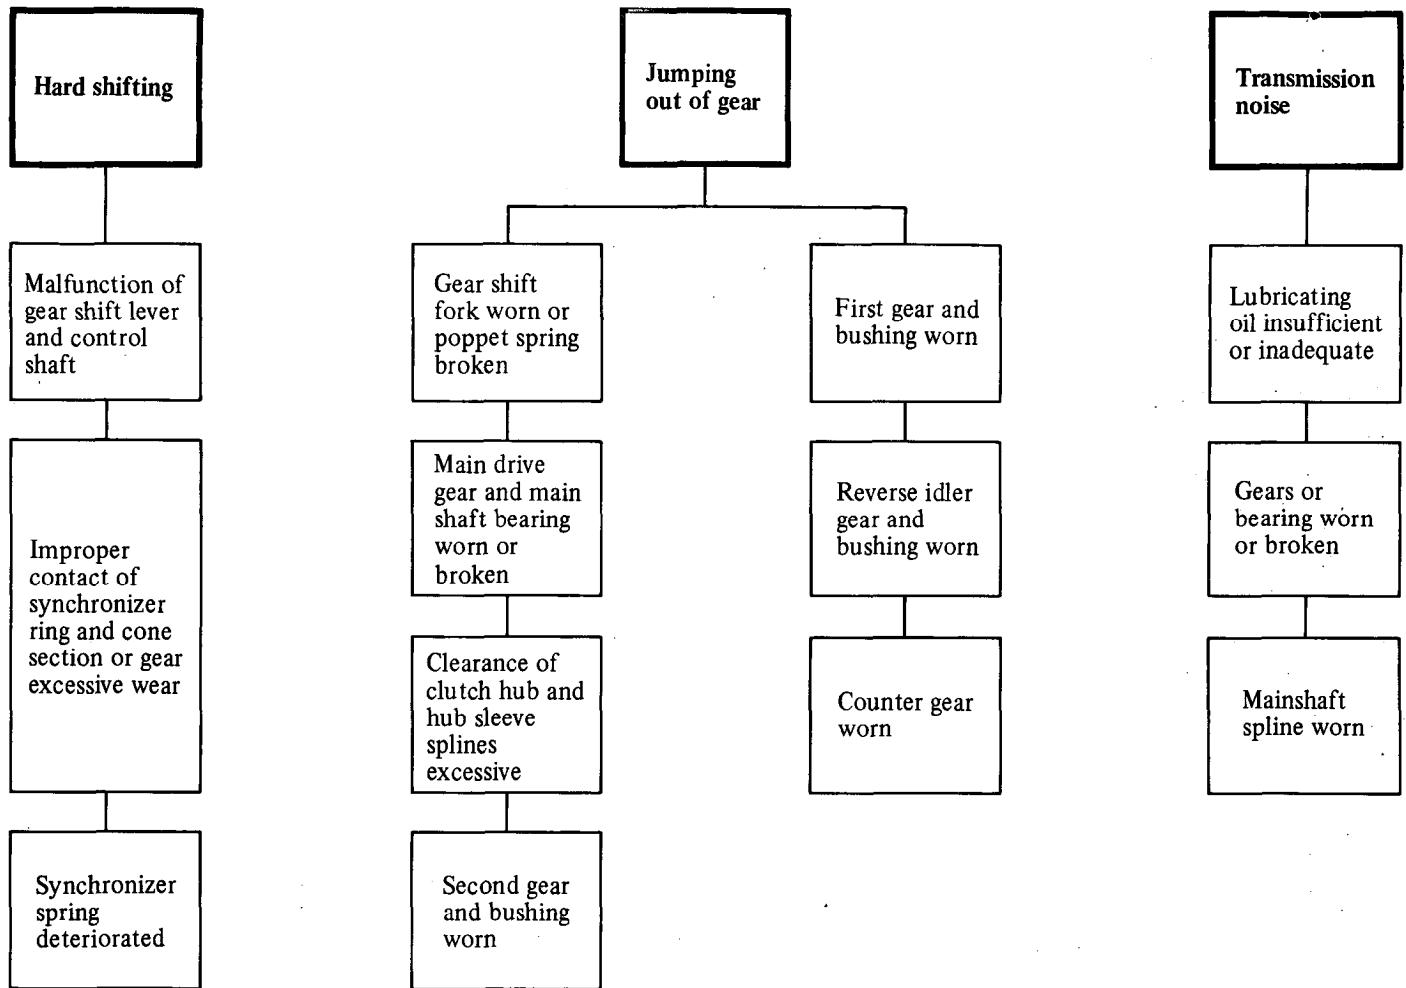 Hard shifting
Malfunction of
gear shift lever
and control
shaft
Improper
contact of
synchronizer
ring and cone
section or gear
excessive wear
Synchronizer
spring
deteriorated
Jumping
out of gear
Gear shift
fork worn or
poppet spring
broken
Main drive
gear and main
shaft bearing
worn or
broken
Clearance of
clutch hub and
hub sleeve
splines
excessive
Second gear
and bushing
worn
First gear and
bushing worn
Reverse idler
gear and
bushing worn
Counter gear
worn
Transmission
noise
Lubricating
oil insufficient
or inadequate
Gears or
bearing worn
or broken
Mainshaft
spline worn